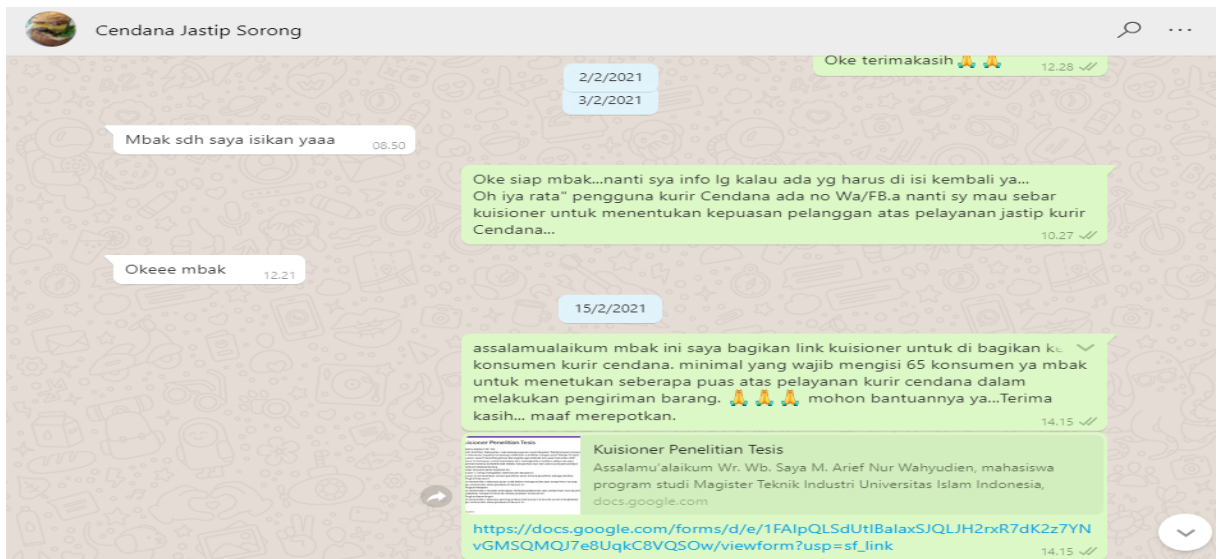 Cendana Jastip Sorong
Oke terimakasih 🙏 🙏
12.28
2/2/2021
3/2/2021
Mbak sdh saya isikan yaaa
08.50
Oke siap mbak...nanti sya info lg kalau ada yg harus di isi kembali ya...
Oh iya rata" pengguna kurir Cendana ada no Wa/FB.a nanti sy mau sebar
kuisioner untuk menentukan kepuasan pelanggan atas pelayanan jastip kurir
Cendana...
10.27
Okeee mbak
12.21
15/2/2021
assalamualaikum mbak ini saya bagikan link kuisioner untuk di bagikan
konsumen kurir cendana. minimal yang wajib mengisi 65 konsumen ya mbak
untuk menetukan seberapa puas atas pelayanan kurir cendana dalam
melakukan pengiriman barang. 🙏 🙏 🙏 mohon bantuannya ya...Terima
kasih... maaf merepotkan.
14.15
Kuisioner Penelitian Tesis
Kuisioner Penelitian Tesis
Assalamu'alaikum Wr. Wb. Saya M. Arief Nur Wahyudien, mahasiswa
program studi Magister Teknik Industri Universitas Islam Indonesia,
docs.google.com
https://docs.google.com/forms/d/e/1FAIpQLSdUtIBalaxSJQLJH2rxR7dK2z7YN
vGMSQMQJ7e8UqkC8VQSOw/viewform?usp=sf_link
14.15